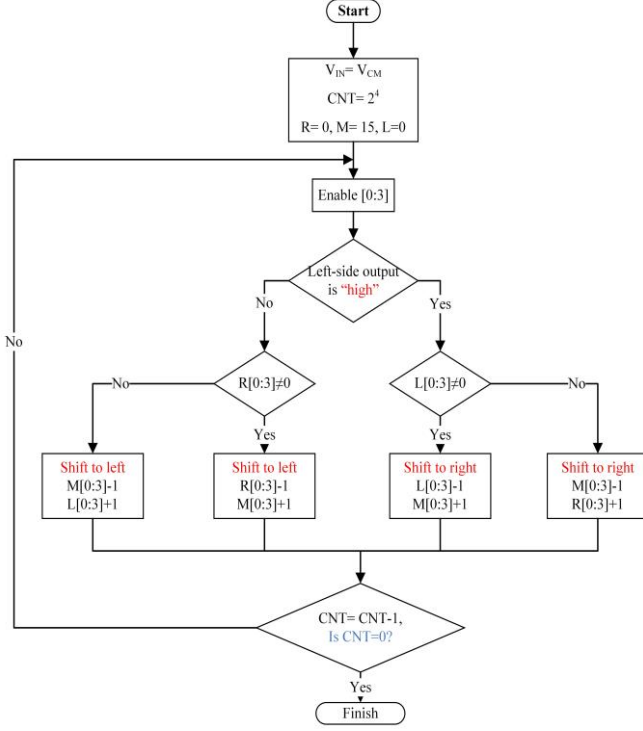 Start
V_IN= V_CM
CNT= 2⁴
R= 0, M= 15, L=0
Enable [0:3]
Left-side output
is “high”
No
Yes
No
R[0:3]≠0
L[0:3]≠0
No
No
Yes
Yes
Shift to left
M[0:3]-1
L[0:3]+1
Shift to left
R[0:3]-1
M[0:3]+1
Shift to right
L[0:3]-1
M[0:3]+1
Shift to right
M[0:3]-1
R[0:3]+1
CNT= CNT-1,
Is CNT=0?
Yes
Finish